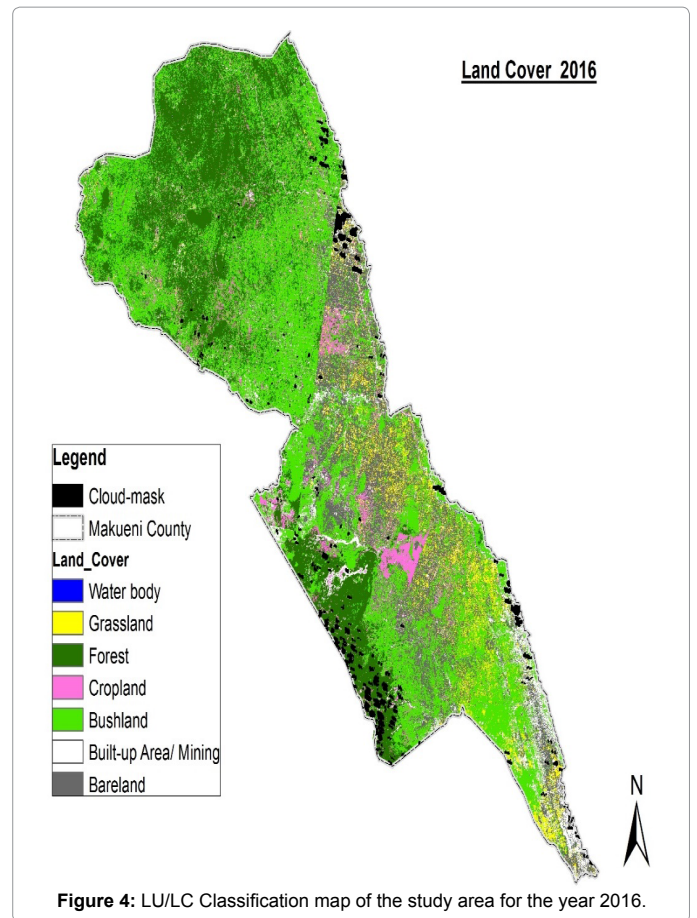 Land Cover 2016
Legend
Cloud-mask
Makueni County
Land_Cover
Water body
Grassland
Forest
Cropland
Bushland
Built-up Area/ Mining
Bareland
N
Figure 4: LU/LC Classification map of the study area for the year 2016.